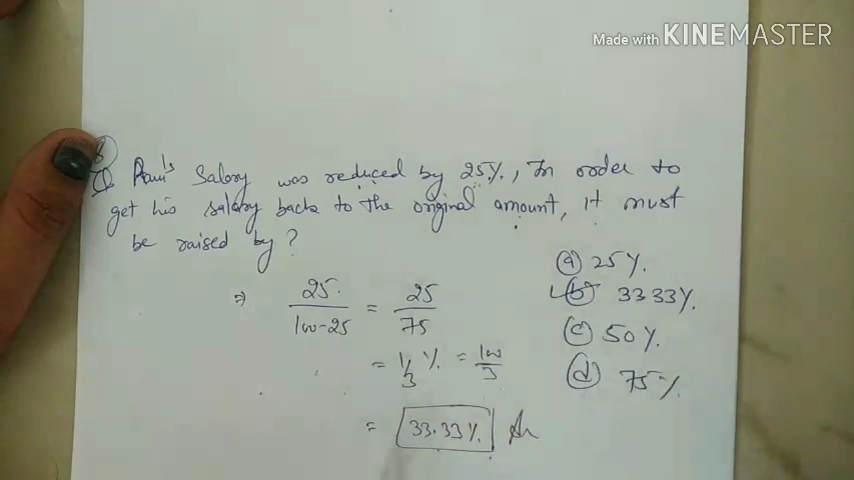 Made with KINEMASTER
8
Q Ram's Salary was reduced by 25%, In order to
get his salary back to the original amount, it must
be raised by?
(a) 25%.
(b) 33.33%.
(c) 50%.
(d) 75%
⇒ 25 / 100-25 = 25 / 75
= 1/3 % = 100/3
= 33.33%. An